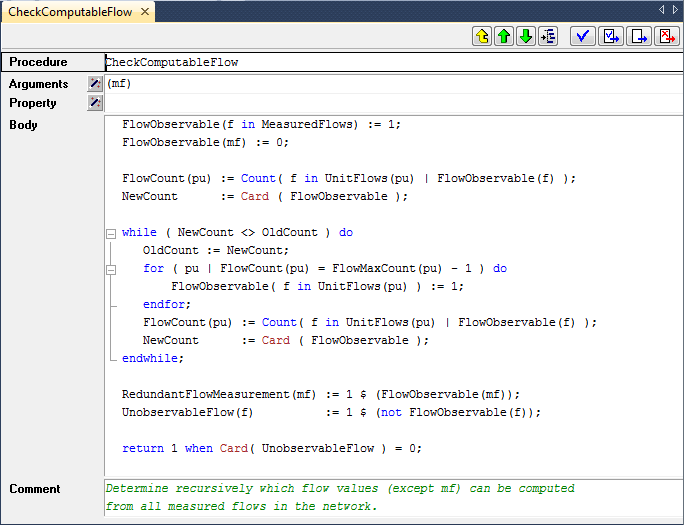 CheckComputableFlow
Procedure CheckComputableFlow
Arguments (mf)
Property
Body
FlowObservable(f in MeasuredFlows) := 1;
FlowObservable(mf) := 0;
FlowCount(pu) := Count( f in UnitFlows(pu) | FlowObservable(f) );
NewCount := Card ( FlowObservable );
while ( NewCount <> OldCount ) do
OldCount := NewCount;
for ( pu | FlowCount(pu) = FlowMaxCount(pu) - 1 ) do
FlowObservable( f in UnitFlows(pu) ) := 1;
endfor;
FlowCount(pu) := Count( f in UnitFlows(pu) | FlowObservable(f) );
NewCount := Card ( FlowObservable );
endwhile;
RedundantFlowMeasurement(mf) := 1 $ (FlowObservable(mf));
UnobservableFlow(f) := 1 $ (not FlowObservable(f));
return 1 when Card( UnobservableFlow ) = 0;
Comment Determine recursively which flow values (except mf) can be computed
from all measured flows in the network.